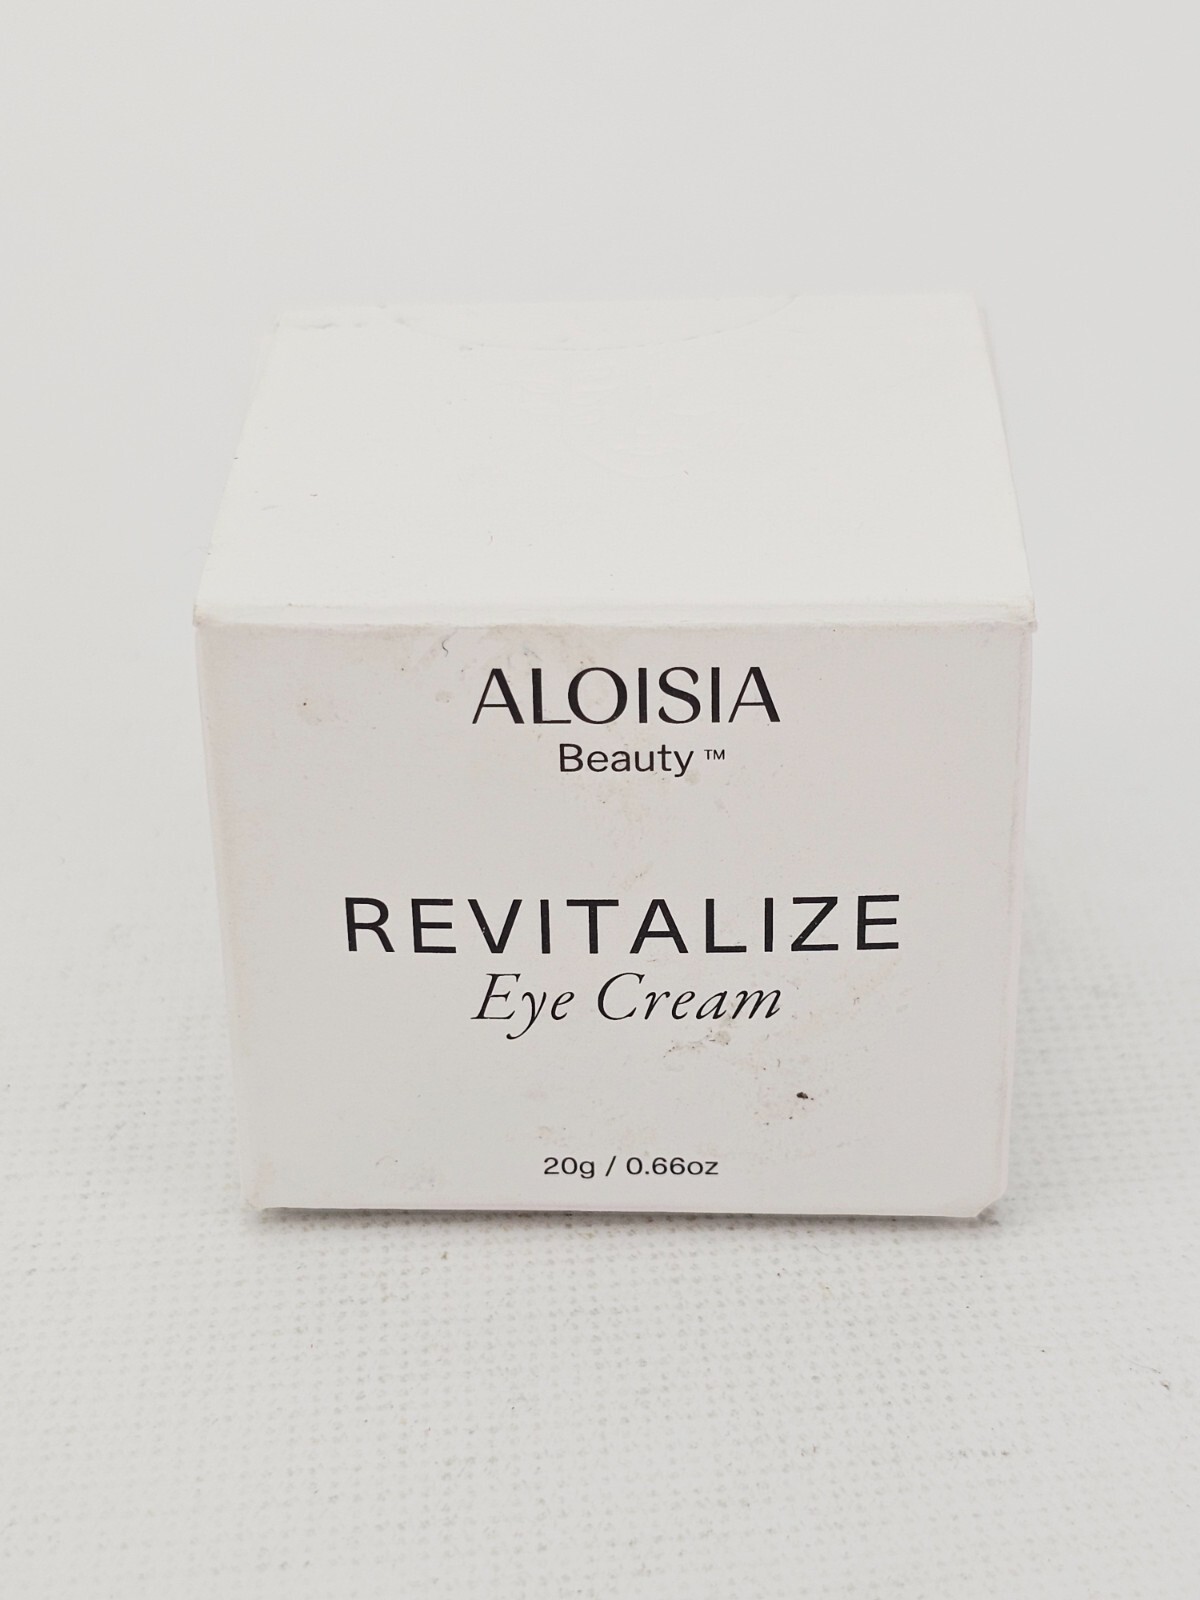 ALOISIA
Beauty ™
REVITALIZE
Eye Cream
20g / 0.66oz